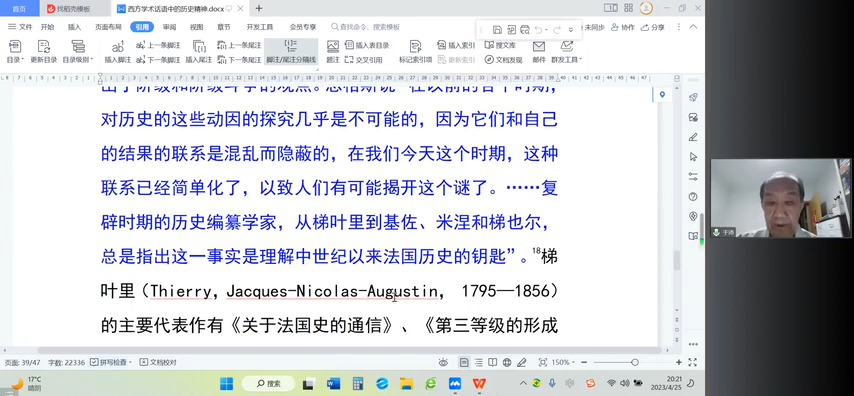 首页
找稻壳模板
西方学术话语中的历史精神.docx
文件 开始 插入 页面布局 引用 审阅 视图 章节 开发工具 会员专享 查找命令、搜索模板 未同步 协作 分享
目录 更新目录 目录级别 插入脚注 上一条脚注 下一条脚注 插入尾注 上一条尾注 下一条尾注 脚注/尾注分隔线 题注 插入表目录 交叉引用 标记索引项 插入索引 更新索引 搜文库 文档发现 邮件 群发工具
对历史的这些动因的探究几乎是不可能的，因为它们和自己
的结果的联系是混乱而隐蔽的，在我们今天这个时期，这种
联系已经简单化了，以致人们有可能揭开这个谜了。……复
辟时期的历史编纂学家，从梯叶里到基佐、米涅和梯也尔，
总是指出这一事实是理解中世纪以来法国历史的钥匙”。18梯
叶里（Thierry，Jacques-Nicolas-Augustin， 1795—1856）
的主要代表作有《关于法国史的通信》、《第三等级的形成
于沛
页面: 39/47 字数: 22336 拼写检查 文档校对 150%
17°C
晴朗
搜索
20:21
2023/4/25